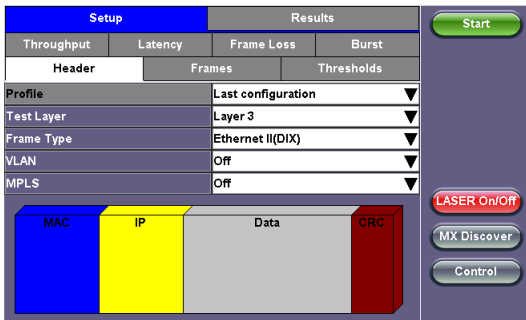 Setup Results
Throughput Latency Frame Loss Burst
Header Frames Thresholds
Profile Last configuration
Test Layer Layer 3
Frame Type Ethernet II(DIX)
VLAN Off
MPLS Off
MAC IP Data CRC
Start
LASER On/Off
MX Discover
Control